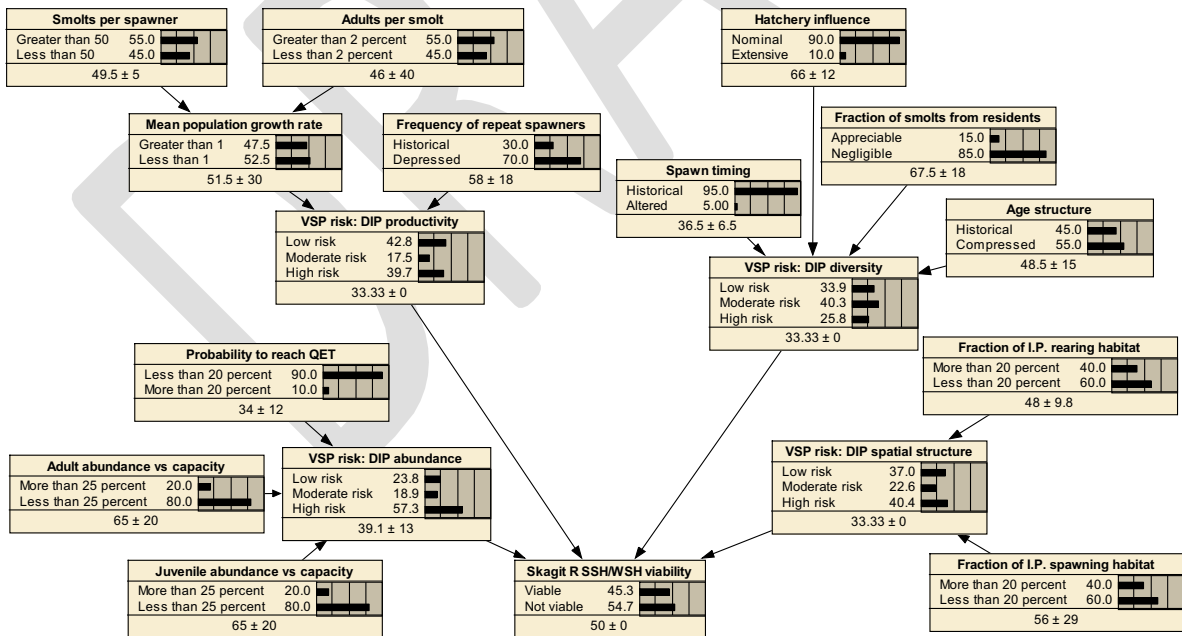 Smolts per spawner
Greater than 50 55.0
Less than 50 45.0
49.5 ± 5
Adults per smolt
Greater than 2 percent 55.0
Less than 2 percent 45.0
46 ± 40
Hatchery influence
Nominal 90.0
Extensive 10.0
66 ± 12
Mean population growth rate
Greater than 1 47.5
Less than 1 52.5
51.5 ± 30
Frequency of repeat spawners
Historical 30.0
Depressed 70.0
58 ± 18
Fraction of smolts from residents
Appreciable 15.0
Negligible 85.0
67.5 ± 18
Spawn timing
Historical 95.0
Altered 5.00
36.5 ± 6.5
Age structure
Historical 45.0
Compressed 55.0
48.5 ± 15
VSP risk: DIP productivity
Low risk 42.8
Moderate risk 17.5
High risk 39.7
33.33 ± 0
VSP risk: DIP diversity
Low risk 33.9
Moderate risk 40.3
High risk 25.8
33.33 ± 0
Probability to reach QET
Less than 20 percent 90.0
More than 20 percent 10.0
34 ± 12
Fraction of I.P. rearing habitat
More than 20 percent 40.0
Less than 20 percent 60.0
48 ± 9.8
Adult abundance vs capacity
More than 25 percent 20.0
Less than 25 percent 80.0
65 ± 20
VSP risk: DIP abundance
Low risk 23.8
Moderate risk 18.9
High risk 57.3
39.1 ± 13
VSP risk: DIP spatial structure
Low risk 37.0
Moderate risk 22.6
High risk 40.4
33.33 ± 0
Juvenile abundance vs capacity
More than 25 percent 20.0
Less than 25 percent 80.0
65 ± 20
Skagit R SSH/WSH viability
Viable 45.3
Not viable 54.7
50 ± 0
Fraction of I.P. spawning habitat
More than 20 percent 40.0
Less than 20 percent 60.0
56 ± 29